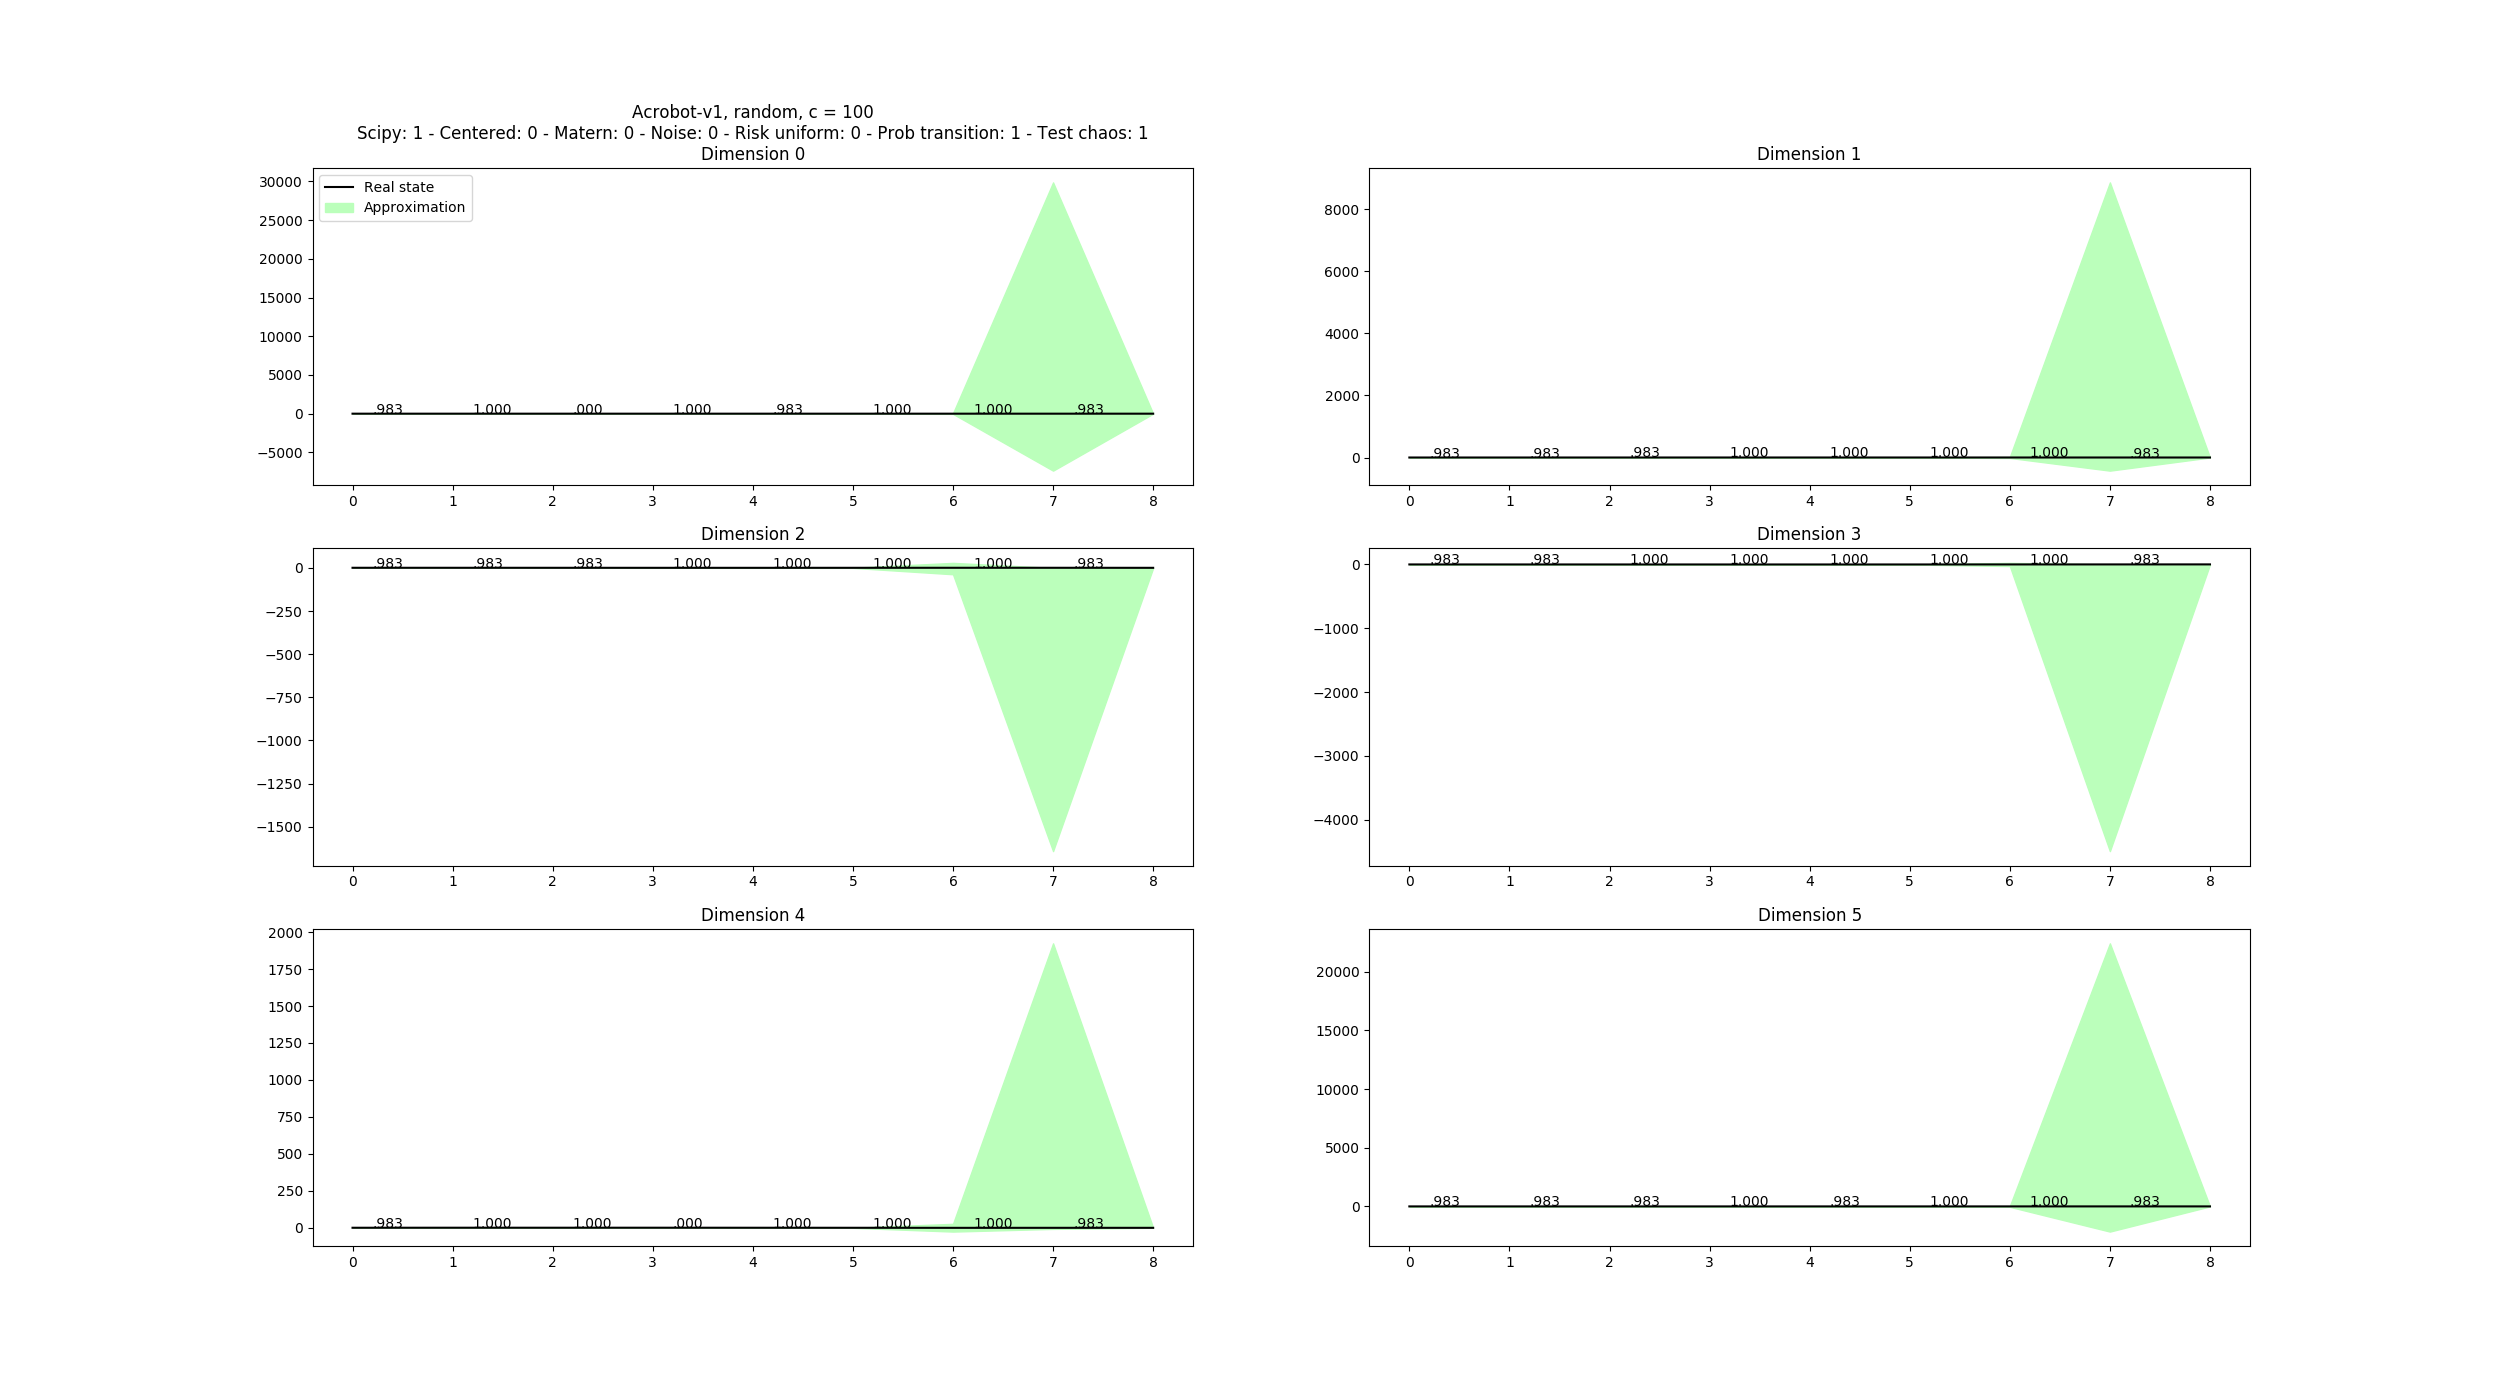 Acrobot-v1, random, c = 100
Scipy: 1 - Centered: 0 - Matern: 0 - Noise: 0 - Risk uniform: 0 - Prob transition: 1 - Test chaos: 1
Dimension 0
Real state
Approximation
30000
25000
20000
15000
10000
5000
0
−5000
.983 1.000 .000 1.000 .983 1.000 1.000 .983
0 1 2 3 4 5 6 7 8
Dimension 1
8000
6000
4000
2000
0
.983 .983 .983 1.000 1.000 1.000 1.000 .983
0 1 2 3 4 5 6 7 8
Dimension 2
0
−250
−500
−750
−1000
−1250
−1500
.983 .983 .983 1.000 1.000 1.000 1.000 .983
0 1 2 3 4 5 6 7 8
Dimension 3
0
−1000
−2000
−3000
−4000
.983 .983 1.000 1.000 1.000 1.000 1.000 .983
0 1 2 3 4 5 6 7 8
Dimension 4
2000
1750
1500
1250
1000
750
500
250
0
.983 1.000 1.000 .000 1.000 1.000 1.000 .983
0 1 2 3 4 5 6 7 8
Dimension 5
20000
15000
10000
5000
0
.983 .983 .983 1.000 .983 1.000 1.000 .983
0 1 2 3 4 5 6 7 8